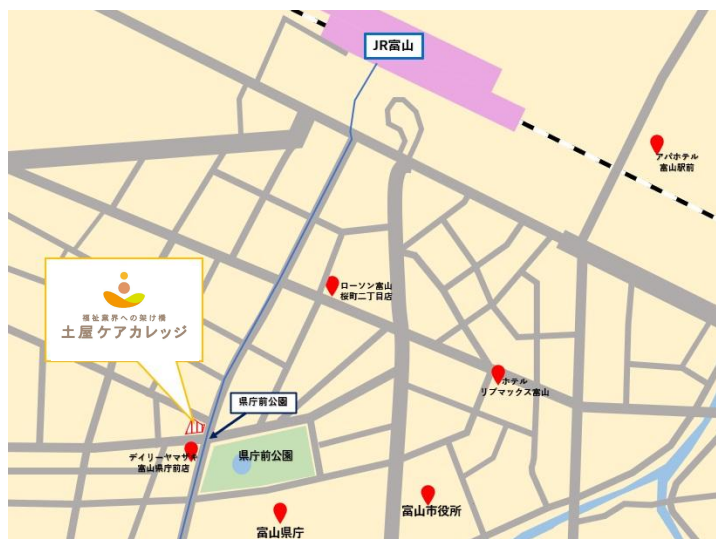 JR富山
アパホテル
富山駅前
ローソン富山
桜町二丁目店
福祉業界への架け橋
土屋ケアカレッジ
ホテル
リブマックス富山
県庁前公園
デイリーヤマザキ
富山県庁前店
県庁前公園
富山市役所
富山県庁